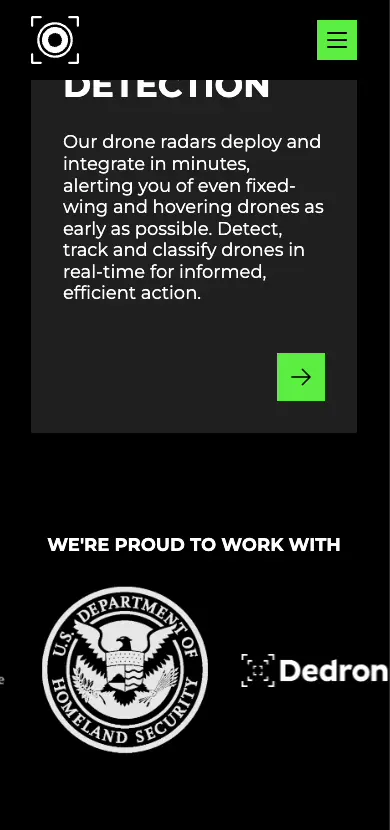 DETECTION
Our drone radars deploy and
integrate in minutes,
alerting you of even fixed-
wing and hovering drones as
early as possible. Detect,
track and classify drones in
real-time for informed,
efficient action.
WE'RE PROUD TO WORK WITH
U.S. DEPARTMENT OF
HOMELAND SECURITY
Dedron